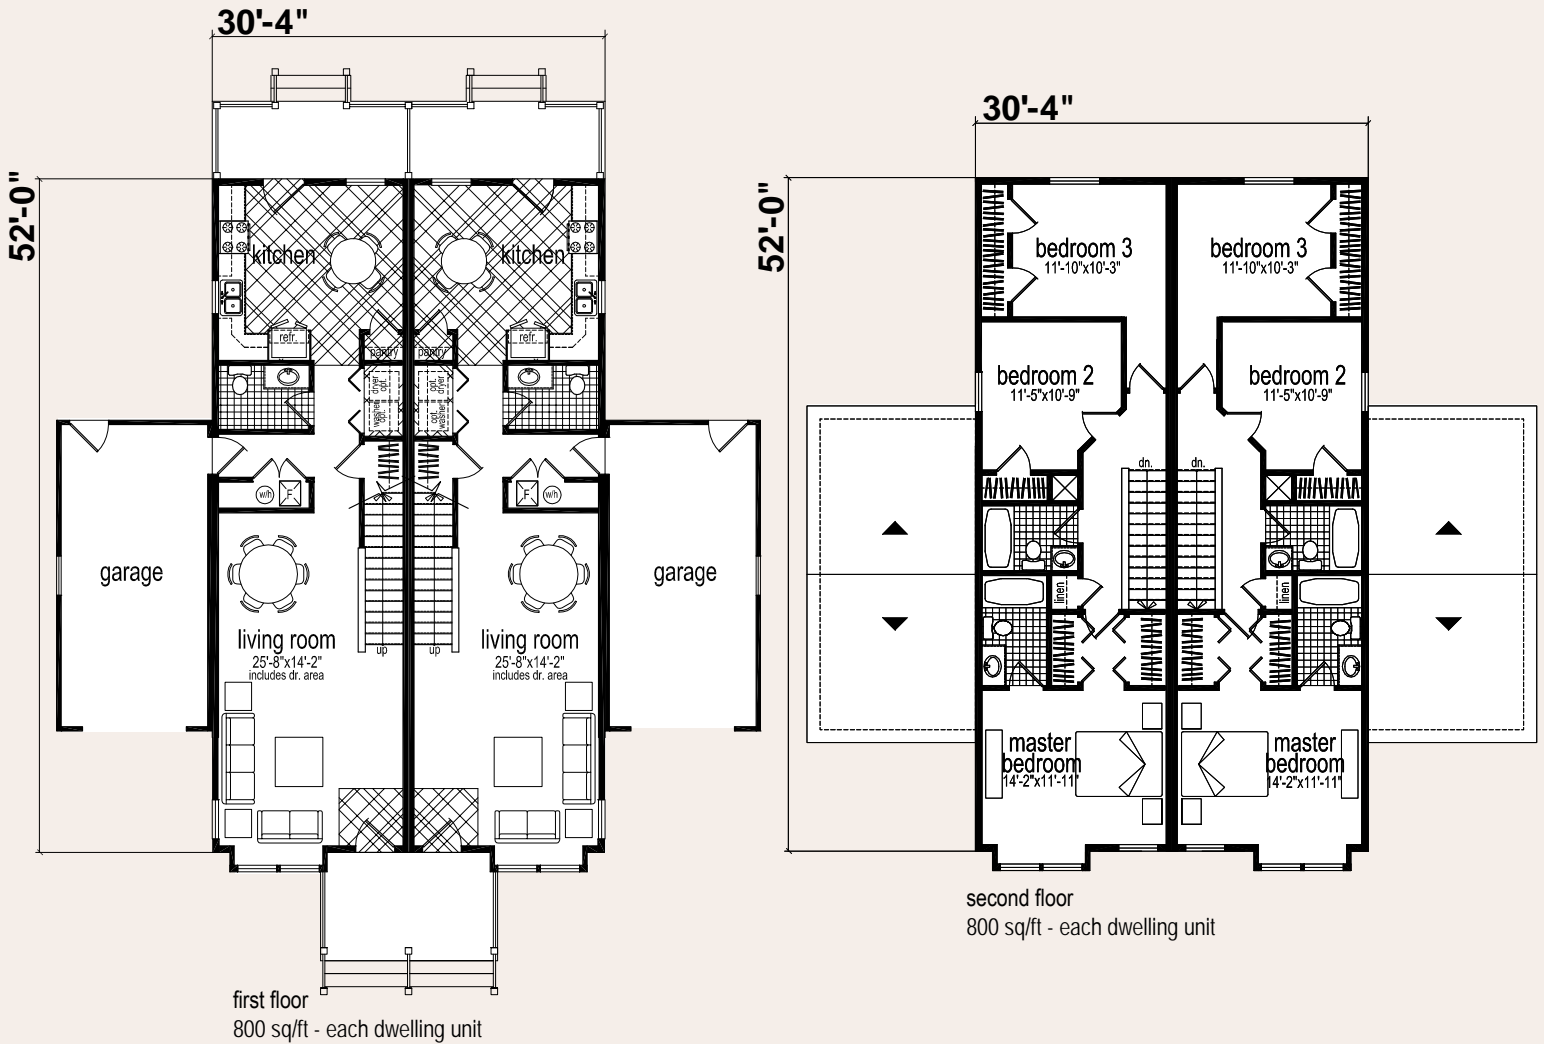 30'-4"
52'-0"
kitchen
kitchen
refr.
pantry
pantry
refr.
dryer
opt.
opt.
dryer
washer
opt.
opt.
washer
w/h
F
F
w/h
garage
garage
living room
25'-8"x14'-2"
includes dr. area
living room
25'-8"x14'-2"
includes dr. area
up
up
first floor
800 sq/ft - each dwelling unit
30'-4"
52'-0"
bedroom 3
11'-10"x10'-3"
bedroom 3
11'-10"x10'-3"
bedroom 2
11'-5"x10'-9"
bedroom 2
11'-5"x10'-9"
dn.
dn.
linen
linen
master
bedroom
14'-2"x11'-11"
master
bedroom
14'-2"x11'-11"
second floor
800 sq/ft - each dwelling unit